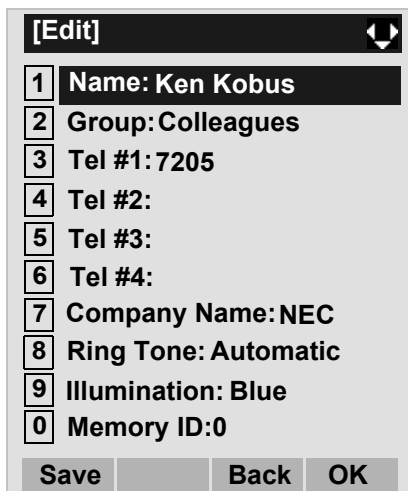 [Edit]
1 Name: Ken Kobus
2 Group: Colleagues
3 Tel #1: 7205
4 Tel #2:
5 Tel #3:
6 Tel #4:
7 Company Name: NEC
8 Ring Tone: Automatic
9 Illumination: Blue
0 Memory ID:0
Save Back OK